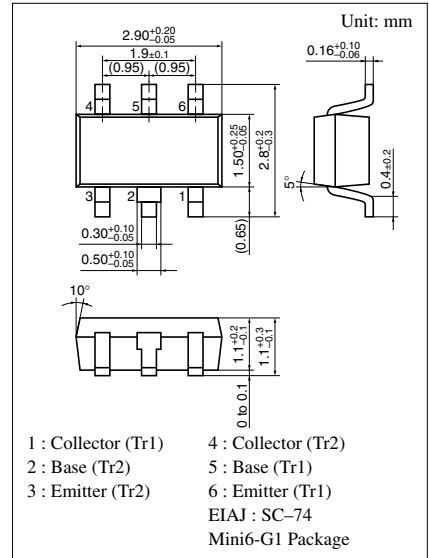 Unit: mm
2.90+0.20−0.05
1.9±0.1
(0.95) (0.95)
0.16+0.10−0.06
4 5 6
1.50+0.25−0.05
2.8+0.2−0.3
5°
0.4±0.2
3 2 1
0.30+0.10−0.05
0.50+0.10−0.05
(0.65)
10°
1.1+0.2−0.1
1.1+0.3−0.1
0 to 0.1
1 : Collector (Tr1) 4 : Collector (Tr2)
2 : Base (Tr2) 5 : Base (Tr1)
3 : Emitter (Tr2) 6 : Emitter (Tr1)
EIAJ : SC–74
Mini6-G1 Package